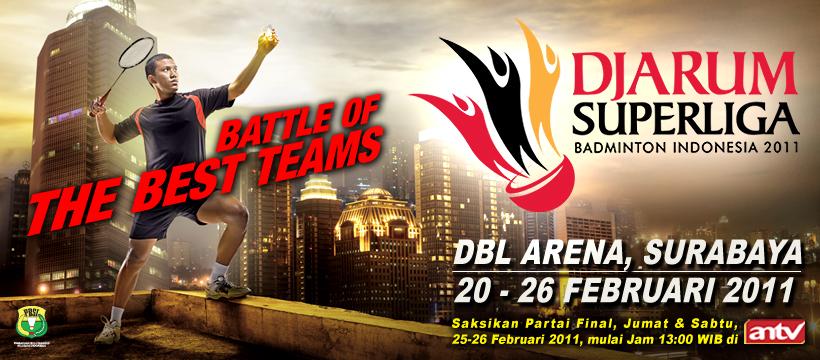 BATTLE OF
THE BEST TEAMS
DJARUM
SUPERLIGA
BADMINTON INDONESIA 2011
DBL ARENA, SURABAYA
20 - 26 FEBRUARI 2011
Saksikan Partai Final, Jumat & Sabtu,
25-26 Februari 2011, mulai Jam 13:00 WIB di
antv
PBSI